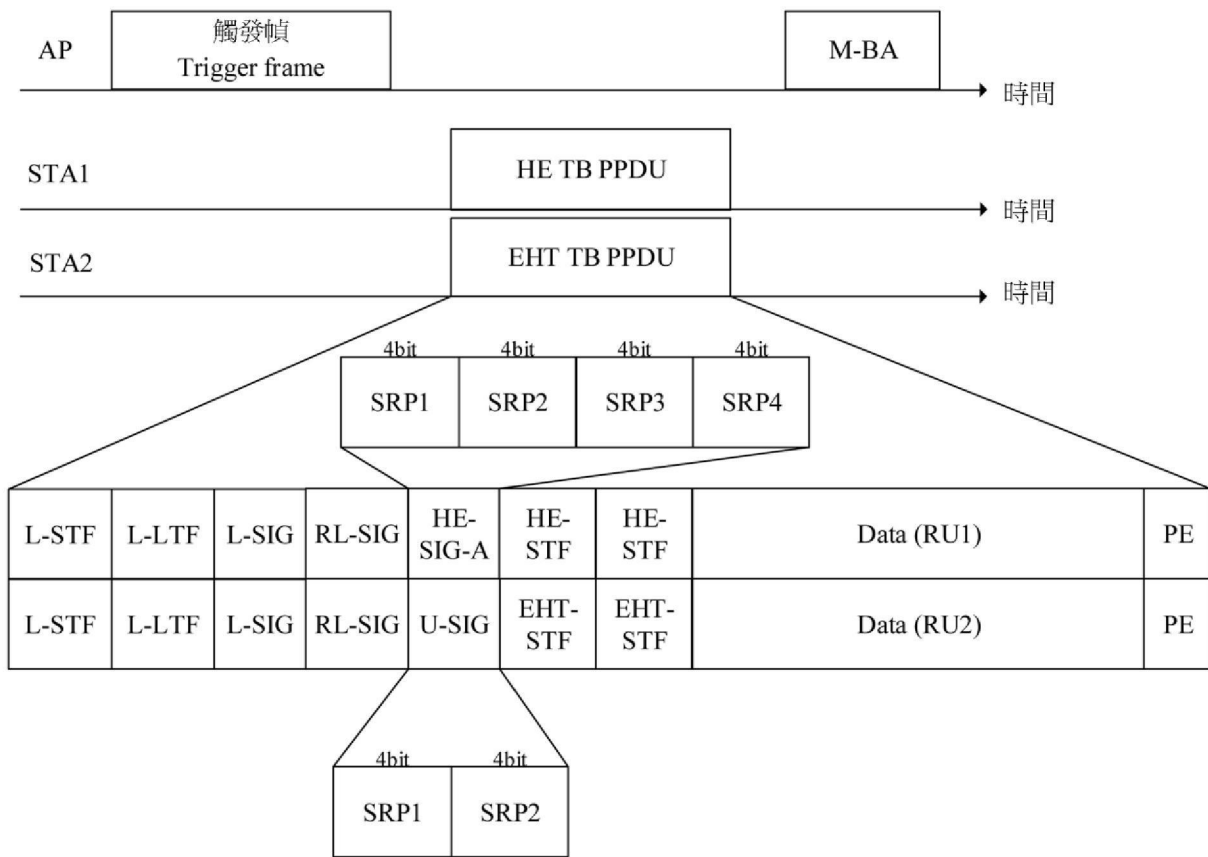 AP
觸發幀
Trigger frame
M-BA
時間
STA1
HE TB PPDU
時間
STA2
EHT TB PPDU
時間
4bit 4bit 4bit 4bit
SRP1 SRP2 SRP3 SRP4
L-STF L-LTF L-SIG RL-SIG HE-SIG-A HE-STF HE-STF Data (RU1) PE
L-STF L-LTF L-SIG RL-SIG U-SIG EHT-STF EHT-STF Data (RU2) PE
4bit 4bit
SRP1 SRP2